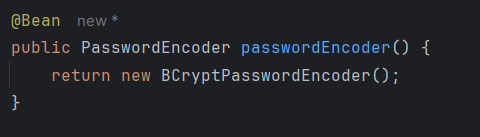 @Bean new *
public PasswordEncoder passwordEncoder() {
    return new BCryptPasswordEncoder();
}